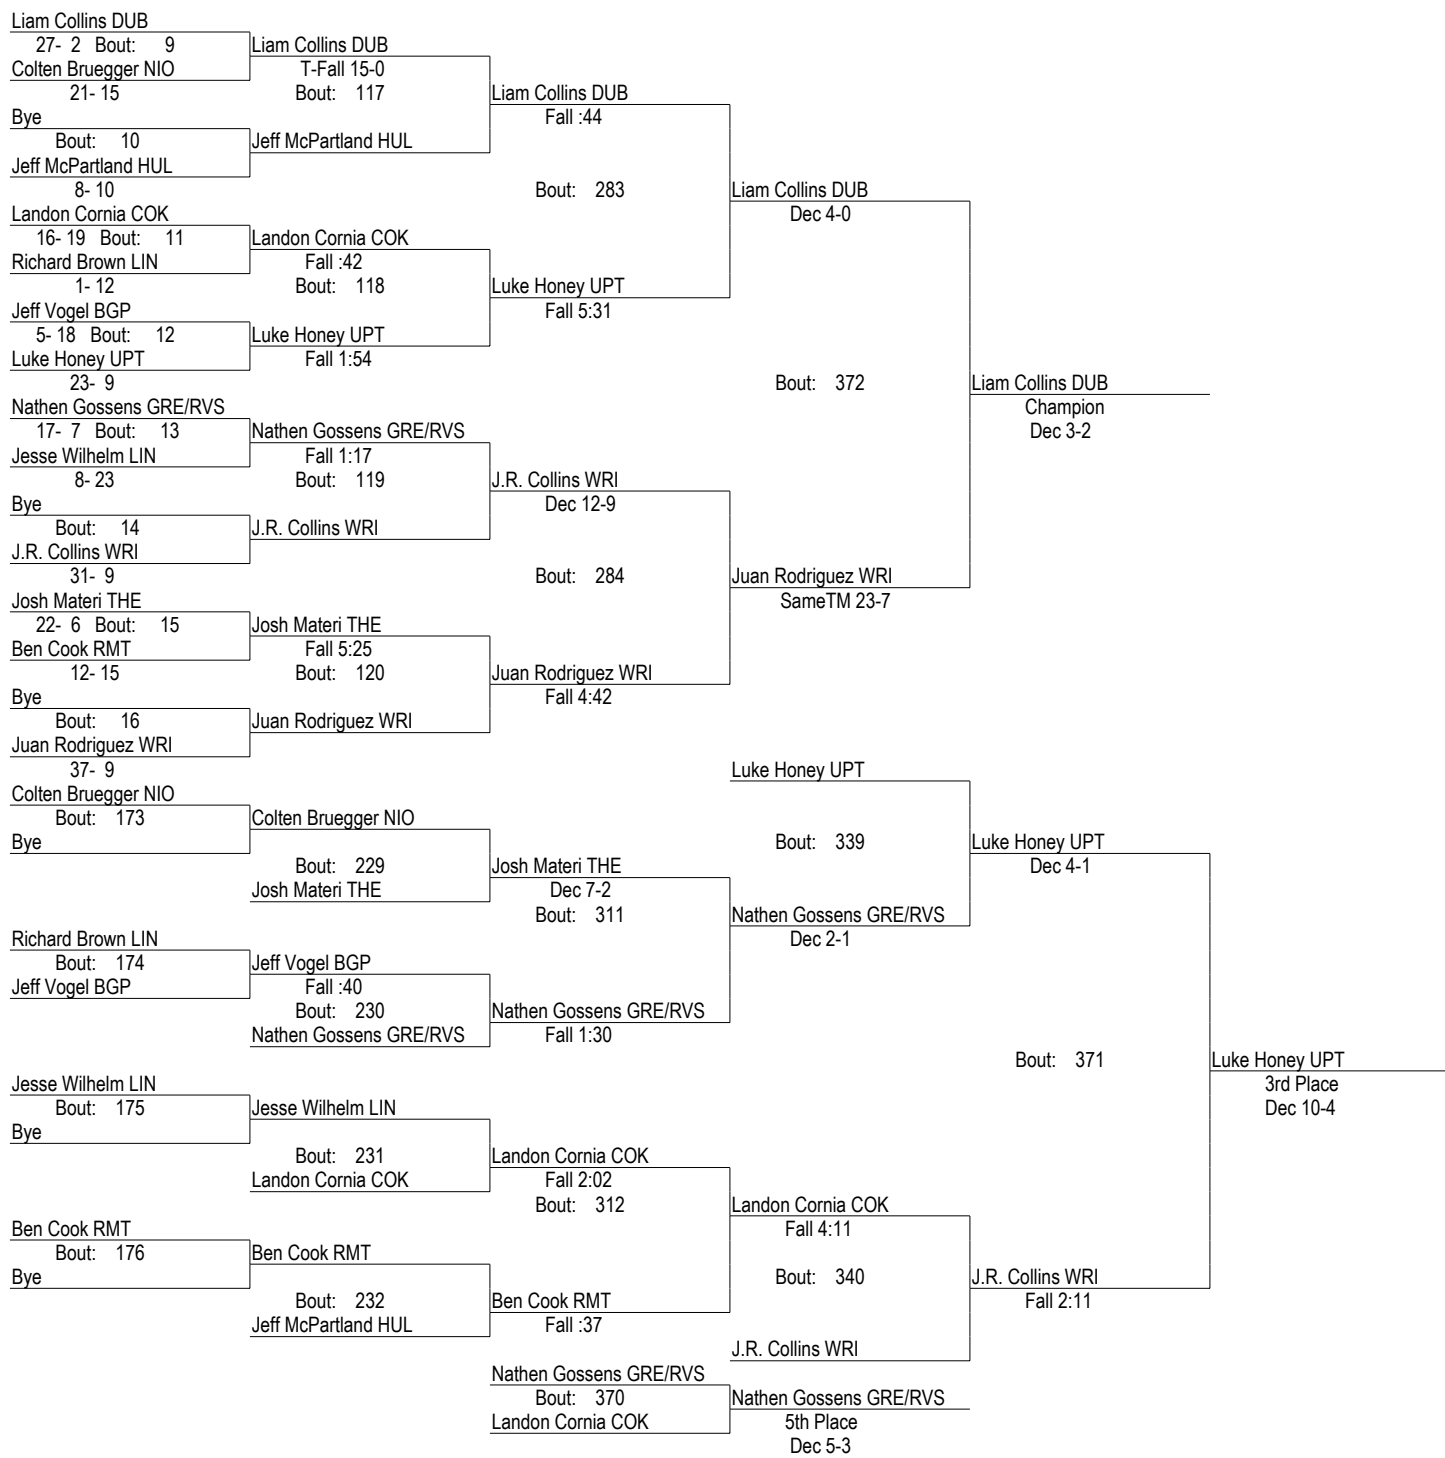 Liam Collins DUB
27- 2 Bout: 9
Liam Collins DUB
Colten Bruegger NIO
T-Fall 15-0
21- 15
Bout: 117
Liam Collins DUB
Bye
Fall :44
Bout: 10
Jeff McPartland HUL
Jeff McPartland HUL
8- 10
Bout: 283
Liam Collins DUB
Landon Cornia COK
Dec 4-0
16- 19 Bout: 11
Landon Cornia COK
Richard Brown LIN
Fall :42
1- 12
Bout: 118
Luke Honey UPT
Jeff Vogel BGP
Fall 5:31
5- 18 Bout: 12
Luke Honey UPT
Luke Honey UPT
Fall 1:54
23- 9
Bout: 372
Liam Collins DUB
Nathen Gossens GRE/RVS
Champion
17- 7 Bout: 13
Nathen Gossens GRE/RVS
Dec 3-2
Jesse Wilhelm LIN
Fall 1:17
8- 23
Bout: 119
J.R. Collins WRI
Bye
Dec 12-9
Bout: 14
J.R. Collins WRI
J.R. Collins WRI
31- 9
Bout: 284
Juan Rodriguez WRI
Josh Materi THE
SameTM 23-7
22- 6 Bout: 15
Josh Materi THE
Ben Cook RMT
Fall 5:25
12- 15
Bout: 120
Juan Rodriguez WRI
Bye
Fall 4:42
Bout: 16
Juan Rodriguez WRI
Juan Rodriguez WRI
37- 9
Luke Honey UPT
Colten Bruegger NIO
Bout: 173
Colten Bruegger NIO
Bye
Bout: 339
Luke Honey UPT
Bout: 229
Josh Materi THE
Dec 4-1
Josh Materi THE
Dec 7-2
Bout: 311
Nathen Gossens GRE/RVS
Richard Brown LIN
Dec 2-1
Bout: 174
Jeff Vogel BGP
Jeff Vogel BGP
Fall :40
Bout: 230
Nathen Gossens GRE/RVS
Nathen Gossens GRE/RVS
Fall 1:30
Bout: 371
Luke Honey UPT
Jesse Wilhelm LIN
3rd Place
Bout: 175
Jesse Wilhelm LIN
Dec 10-4
Bye
Bout: 231
Landon Cornia COK
Landon Cornia COK
Fall 2:02
Bout: 312
Landon Cornia COK
Ben Cook RMT
Fall 4:11
Bout: 176
Ben Cook RMT
Bye
Bout: 340
J.R. Collins WRI
Bout: 232
Ben Cook RMT
Fall 2:11
Jeff McPartland HUL
Fall :37
J.R. Collins WRI
Nathen Gossens GRE/RVS
Bout: 370
Nathen Gossens GRE/RVS
Landon Cornia COK
5th Place
Dec 5-3